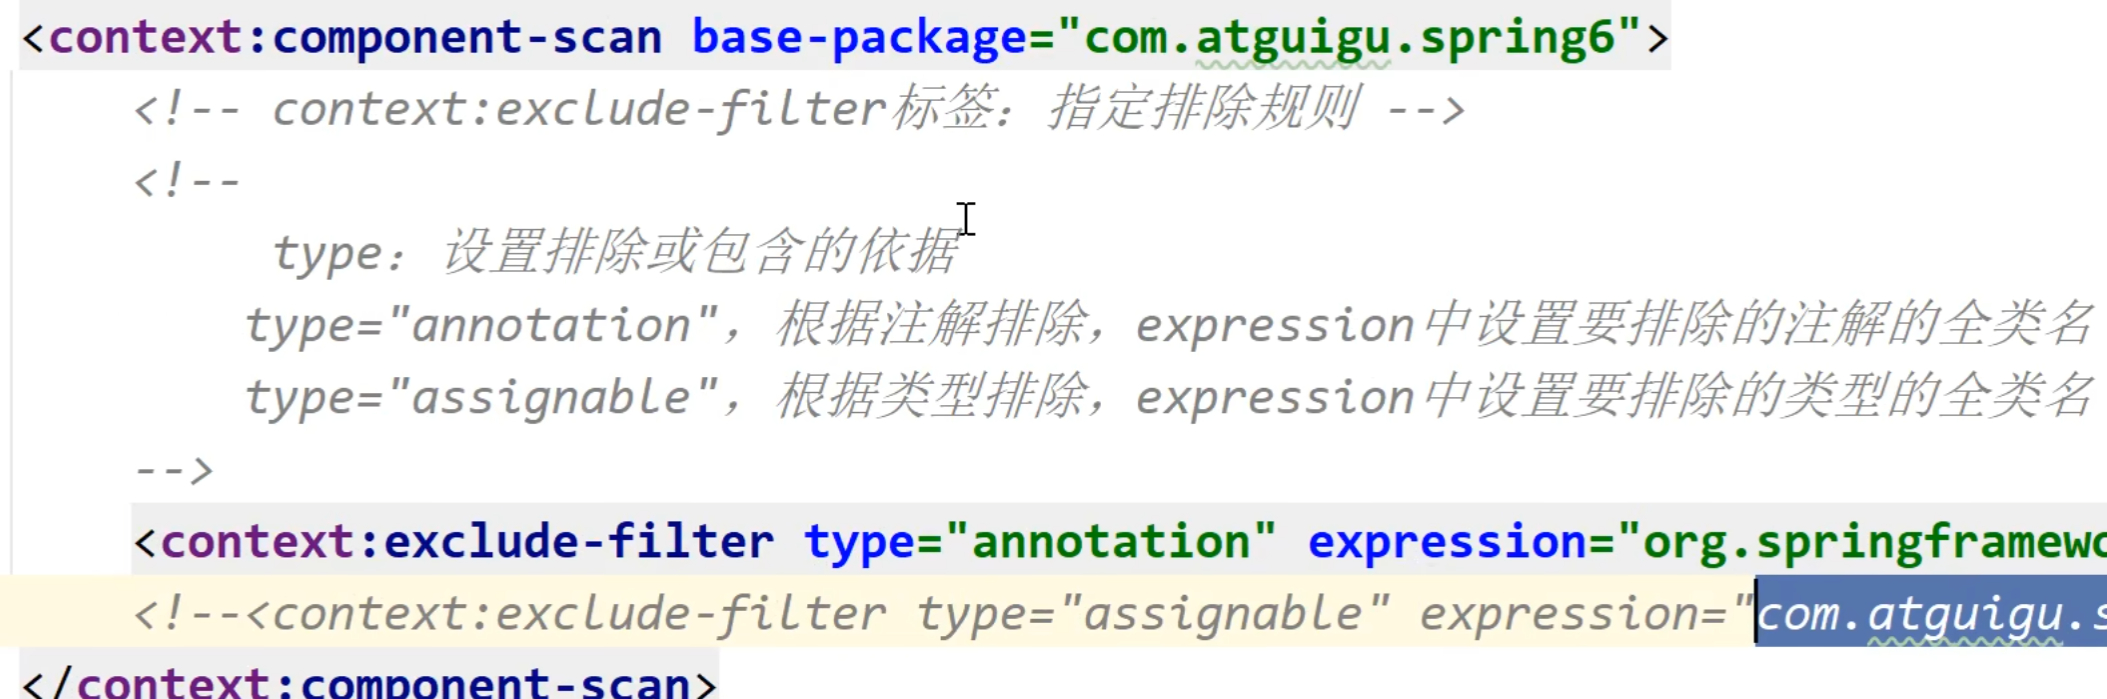 <context:component-scan base-package="com.atguigu.spring6">
<!-- context:exclude-filter标签：指定排除规则 -->
<!--
type：设置排除或包含的依据
type="annotation"，根据注解排除，expression中设置要排除的注解的全类名
type="assignable"，根据类型排除，expression中设置要排除的类型的全类名
-->
<context:exclude-filter type="annotation" expression="org.springframewo
<!--<context:exclude-filter type="assignable" expression="com.atguigu.s
</context:component-scan>